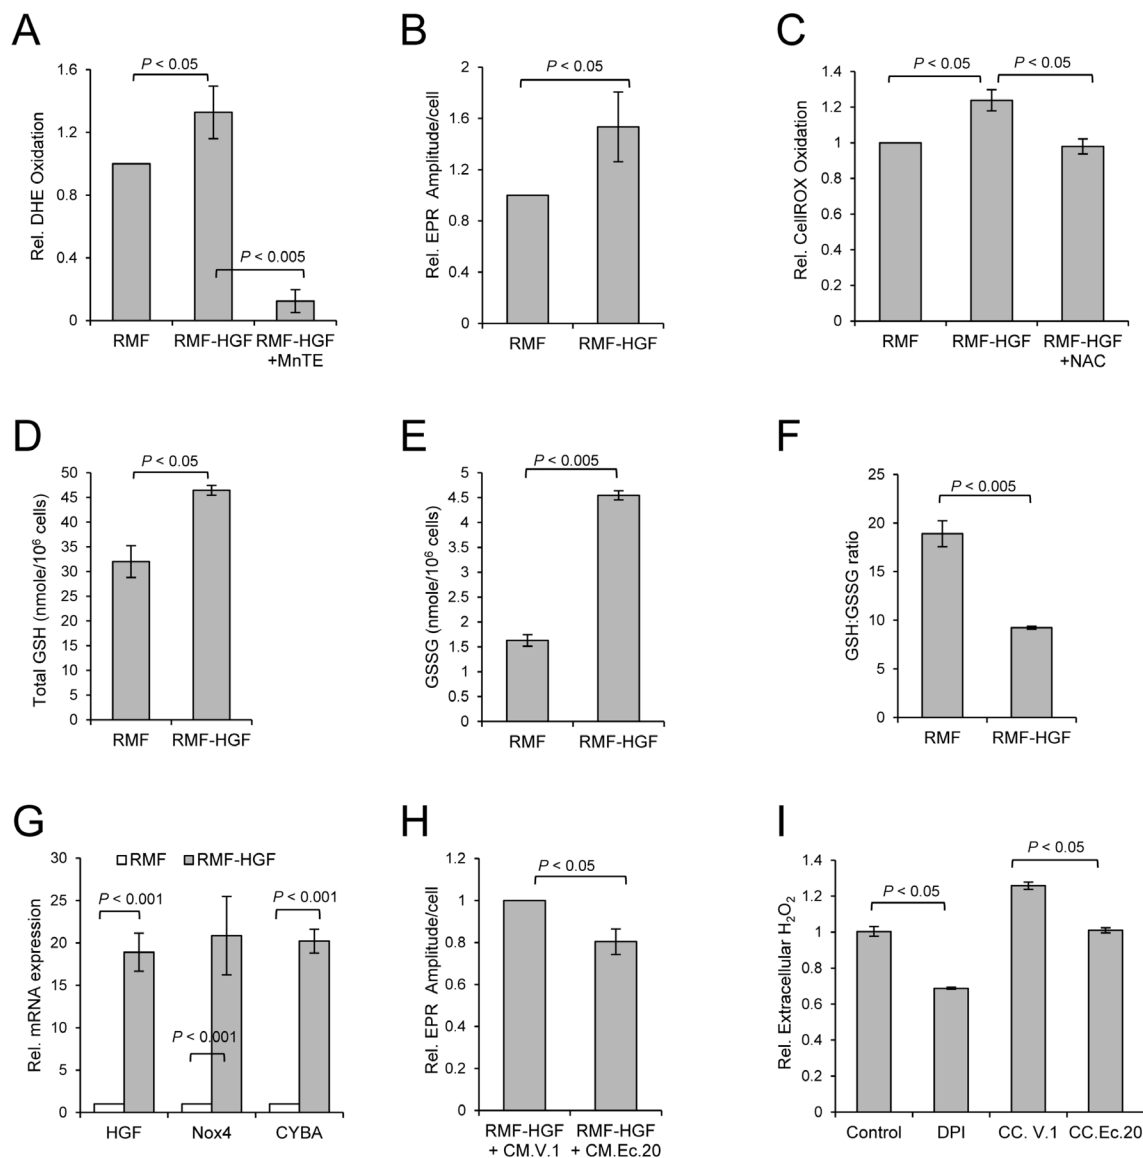 A
Rel. DHE Oxidation
1.6
1.2
0.8
0.4
0
P < 0.05
P < 0.005
RMF
RMF-HGF
RMF-HGF
+MnTE
B
Rel. EPR Amplitude/cell
2
1.6
1.2
0.8
0.4
0
P < 0.05
RMF
RMF-HGF
C
Rel. CellROX Oxidation
1.4
1.2
1
0.8
0.6
0.4
0.2
0
P < 0.05
P < 0.05
RMF
RMF-HGF
RMF-HGF
+NAC
D
Total GSH (nmole/10⁶ cells)
50
45
40
35
30
25
20
15
10
5
0
P < 0.05
RMF
RMF-HGF
E
GSSG (nmole/10⁶ cells)
5
4.5
4
3.5
3
2.5
2
1.5
1
0.5
0
P < 0.005
RMF
RMF-HGF
F
GSH:GSSG ratio
25
20
15
10
5
0
P < 0.005
RMF
RMF-HGF
G
Rel. mRNA expression
30
25
20
15
10
5
0
RMF
RMF-HGF
P < 0.001
P < 0.001
P < 0.001
HGF
Nox4
CYBA
H
Rel. EPR Amplitude/cell
1.2
1
0.8
0.6
0.4
0.2
0
P < 0.05
RMF-HGF
+ CM.V.1
RMF-HGF
+ CM.Ec.20
I
Rel. Extracellular H₂O₂
1.4
1.2
1
0.8
0.6
0.4
0.2
0
P < 0.05
P < 0.05
Control
DPI
CC. V.1
CC.Ec.20